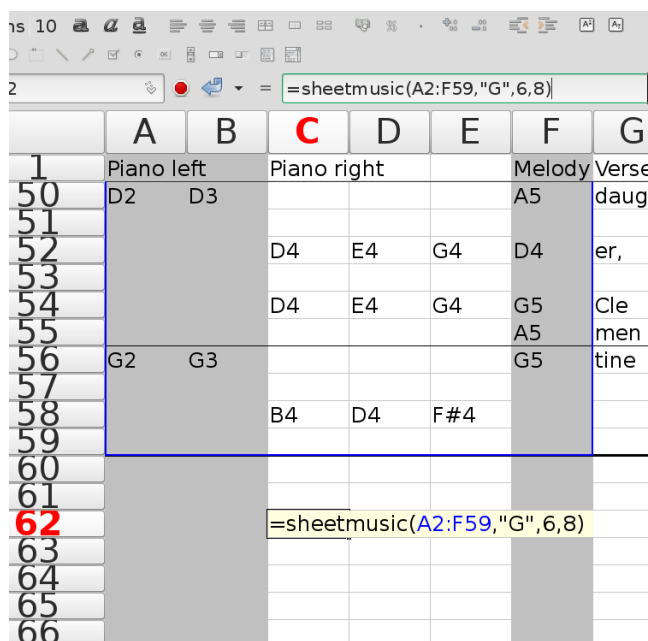 ns 10 a a a
2 = =sheetmusic(A2:F59,"G",6,8)
A B C D E F G
1 Piano left Piano right Melody Verse
50 D2 D3 A5 daug
51
52 D4 E4 G4 D4 er,
53
54 D4 E4 G4 G5 Cle
55 A5 men
56 G2 G3 G5 tine
57
58 B4 D4 F#4
59
60
61
62 =sheetmusic(A2:F59,"G",6,8)
63
64
65
66